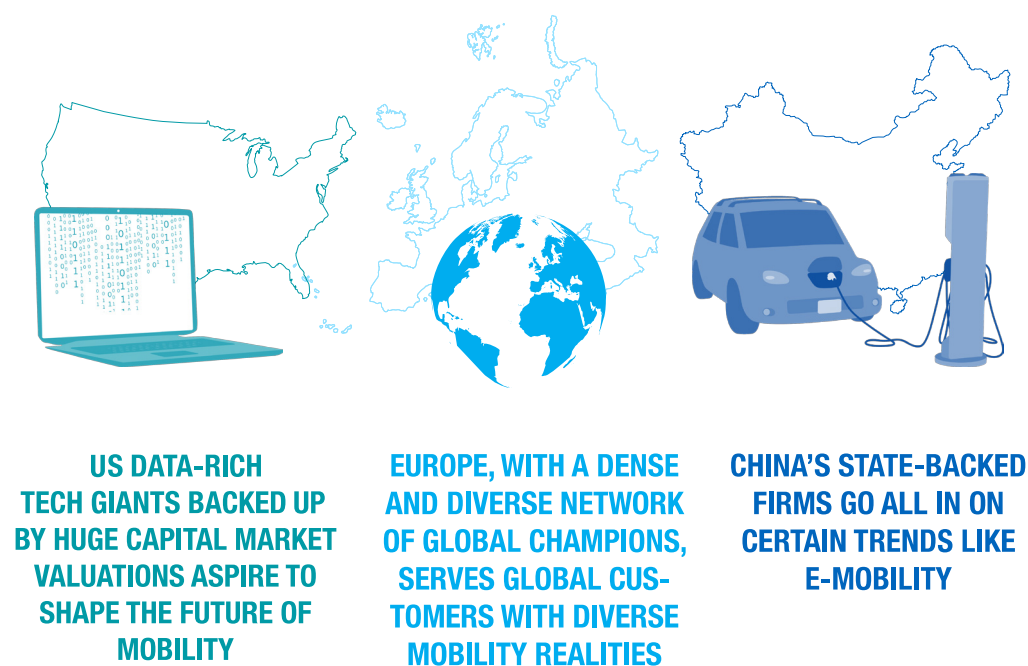 US DATA-RICH
TECH GIANTS BACKED UP
BY HUGE CAPITAL MARKET
VALUATIONS ASPIRE TO
SHAPE THE FUTURE OF
MOBILITY
EUROPE, WITH A DENSE
AND DIVERSE NETWORK
OF GLOBAL CHAMPIONS,
SERVES GLOBAL CUS-
TOMERS WITH DIVERSE
MOBILITY REALITIES
CHINA'S STATE-BACKED
FIRMS GO ALL IN ON
CERTAIN TRENDS LIKE
E-MOBILITY